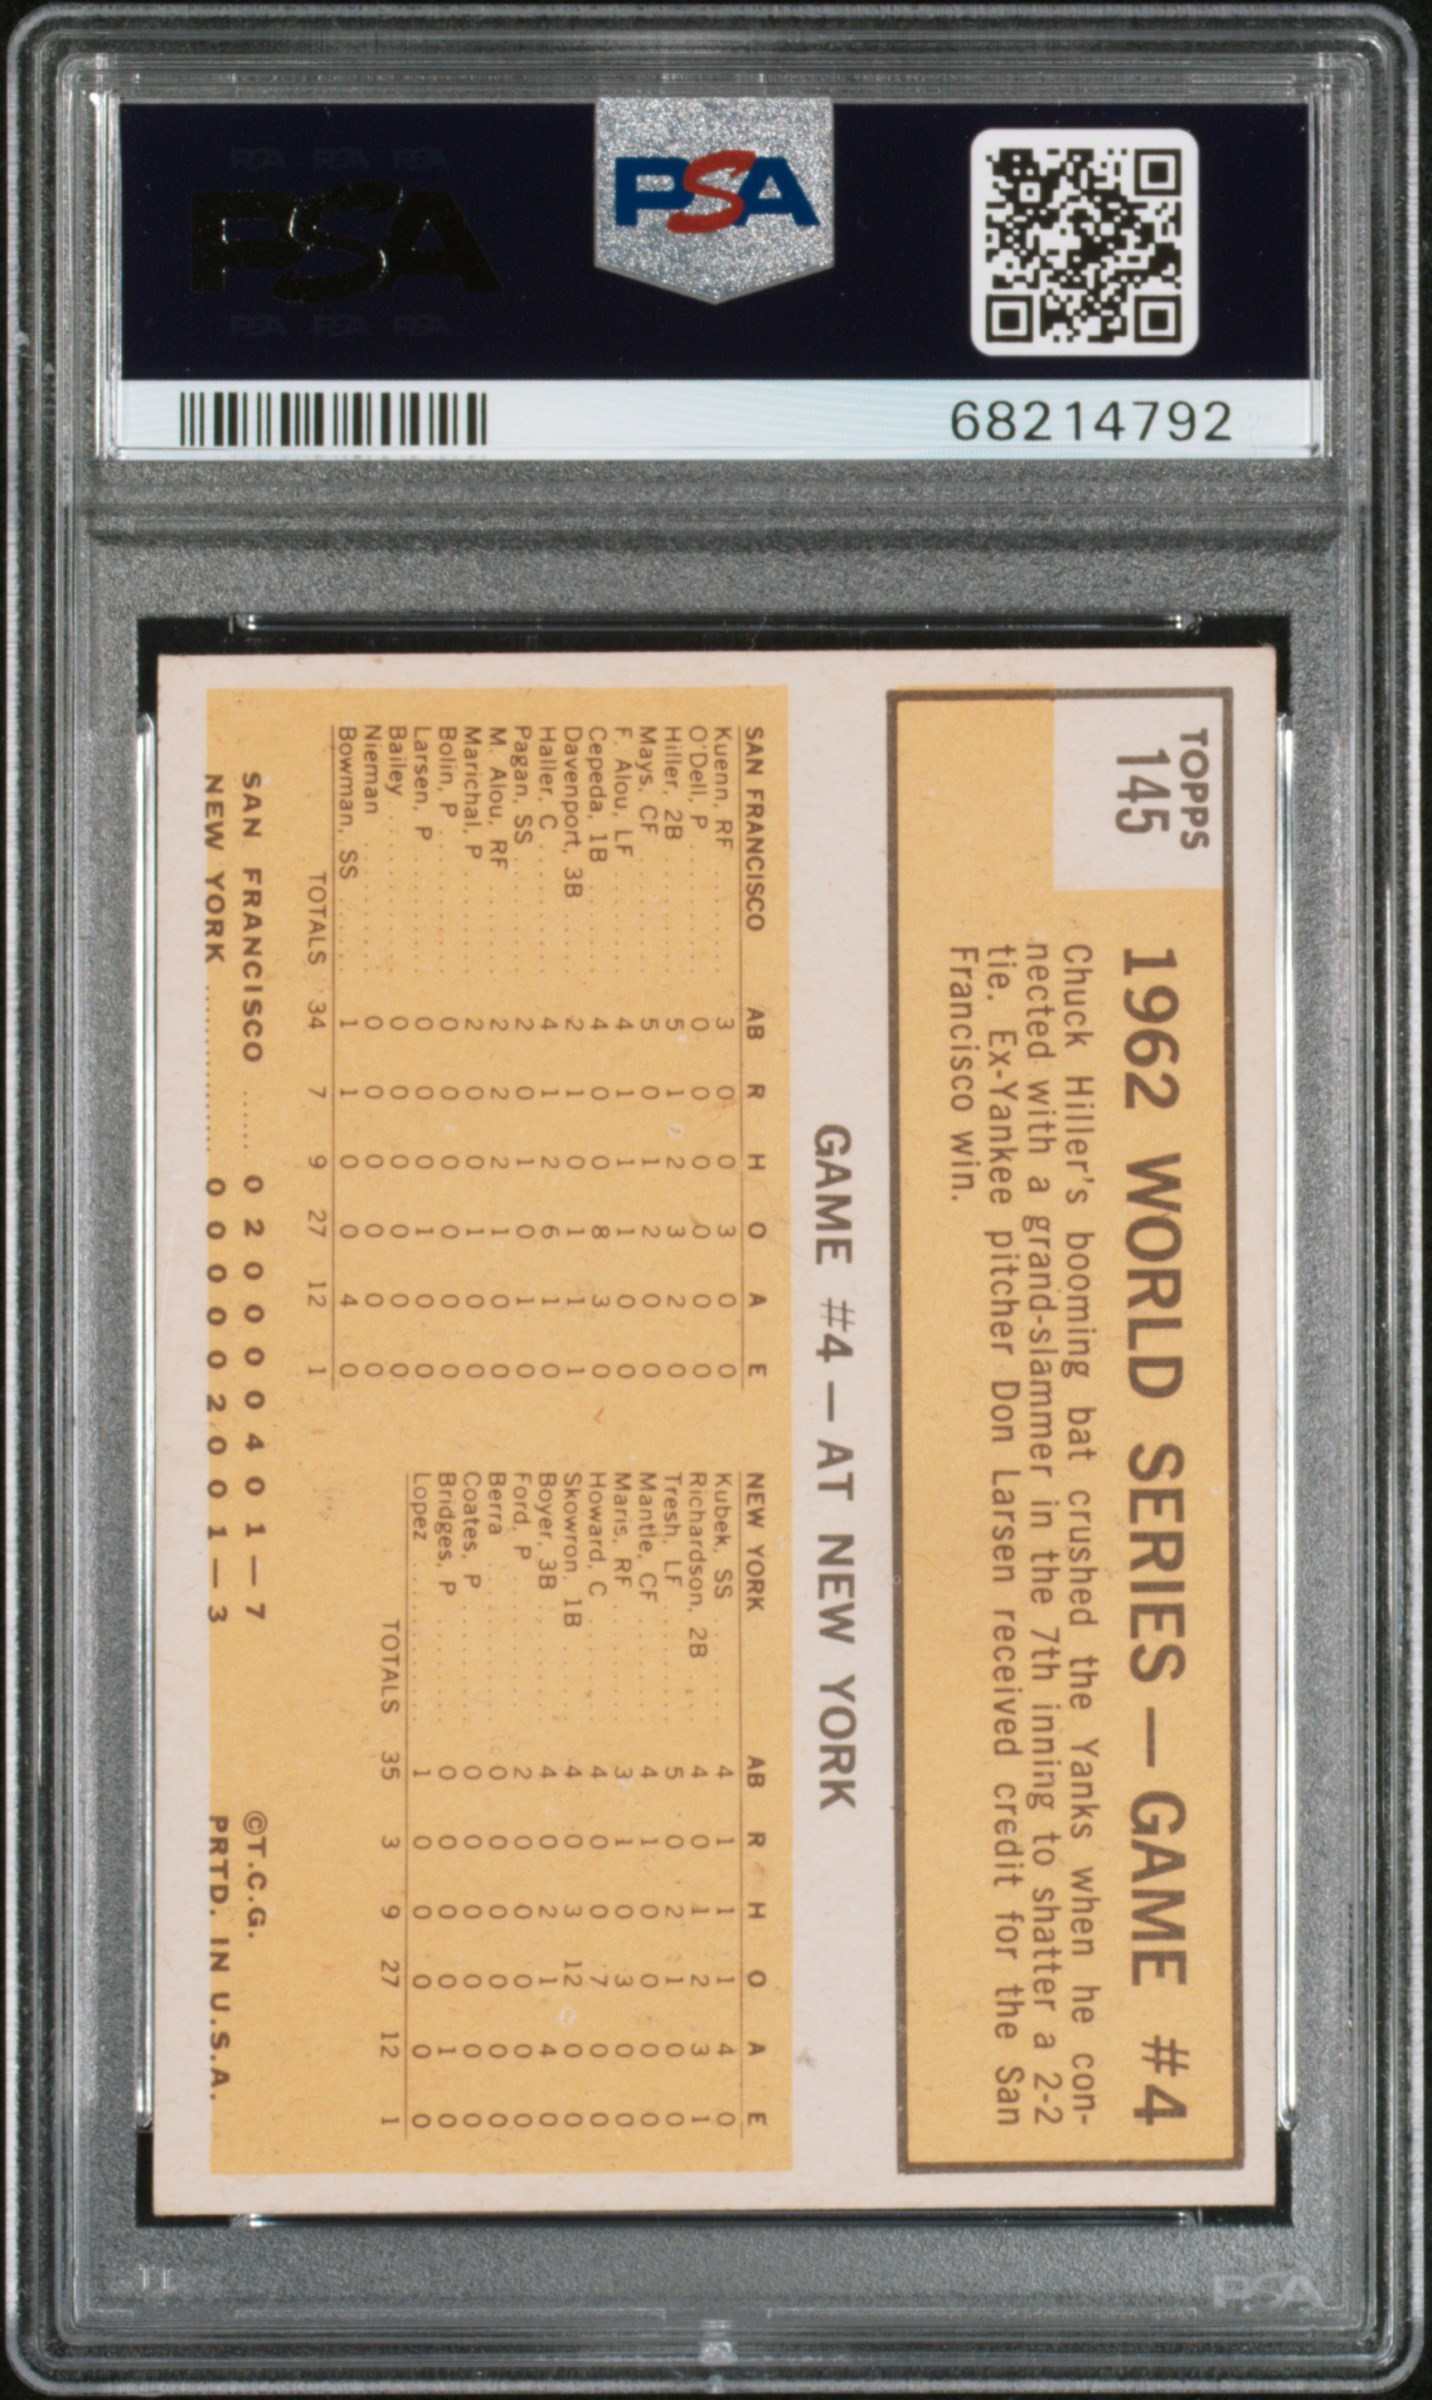 PSA PSA PSA
PSA
PSA PSA PSA
PSA
68214792
TOPPS
145
1962 WORLD SERIES — GAME #4
Chuck Hiller's booming bat crushed the Yanks when he con-
nected with a grand-slammer in the 7th inning to shatter a 2-2
tie. Ex-Yankee pitcher Don Larsen received credit for the San
Francisco win.
GAME #4 — AT NEW YORK
SAN FRANCISCO AB R H O A E
Kuenn, RF 3 0 0 3 0 0
O'Dell, P 0 0 0 0 0 0
Hiller, 2B 5 1 2 3 2 0
Mays, CF 5 0 1 2 0 0
F. Alou, LF 4 1 1 1 0 0
Cepeda, 1B 4 0 0 8 3 0
Davenport, 3B 2 1 0 1 1 1
Haller, C 4 1 2 6 1 0
Pagan, SS 2 0 1 0 1 0
M. Alou, RF 2 2 2 1 0 0
Marichal, P 2 0 0 1 0 0
Bolin, P 0 0 0 0 0 0
Larsen, P 0 0 0 1 0 0
Bailey 0 0 0 0 0 0
Nieman 0 0 0 0 0 0
Bowman, SS 1 1 0 0 4 0
TOTALS 34 7 9 27 12 1
NEW YORK AB R H O A E
Kubek, SS 4 1 1 1 4 0
Richardson, 2B 4 0 1 2 3 1
Tresh, LF 5 0 2 1 0 0
Mantle, CF 4 1 0 0 0 0
Maris, RF 3 1 0 3 0 0
Howard, C 4 0 0 7 0 0
Skowron, 1B 4 0 3 12 0 0
Boyer, 3B 4 0 2 1 4 0
Ford, P 2 0 0 0 0 0
Berra 0 0 0 0 0 0
Coates, P 0 0 0 0 0 0
Bridges, P 0 0 0 0 1 0
Lopez 1 0 0 0 0 0
TOTALS 35 3 9 27 12 1
SAN FRANCISCO ...... 0 2 0 0 0 0 4 0 1 — 7
NEW YORK .................. 0 0 0 0 0 2 0 0 1 — 3
©T.C.G.
PRTD. IN U.S.A.
PSA